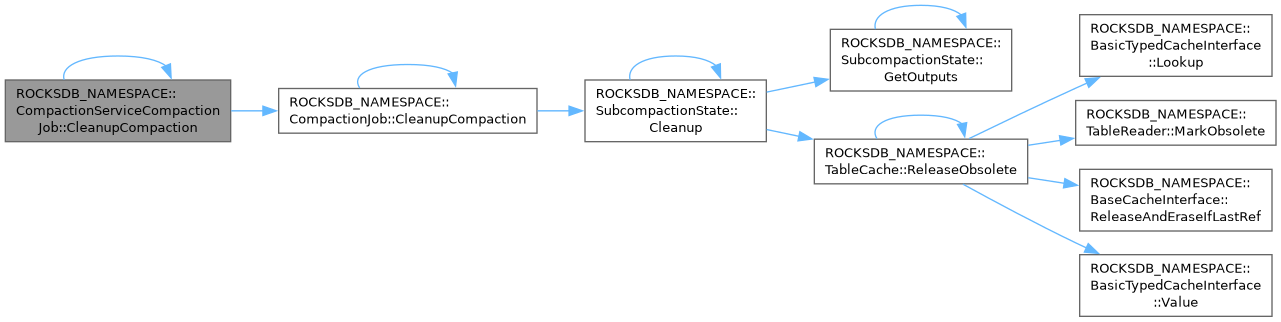 ROCKSDB_NAMESPACE::
CompactionServiceCompaction
Job::CleanupCompaction
ROCKSDB_NAMESPACE::
CompactionJob::CleanupCompaction
ROCKSDB_NAMESPACE::
SubcompactionState::
Cleanup
ROCKSDB_NAMESPACE::
SubcompactionState::
GetOutputs
ROCKSDB_NAMESPACE::
TableCache::ReleaseObsolete
ROCKSDB_NAMESPACE::
BasicTypedCacheInterface
::Lookup
ROCKSDB_NAMESPACE::
TableReader::MarkObsolete
ROCKSDB_NAMESPACE::
BaseCacheInterface::
ReleaseAndEraseIfLastRef
ROCKSDB_NAMESPACE::
BasicTypedCacheInterface
::Value